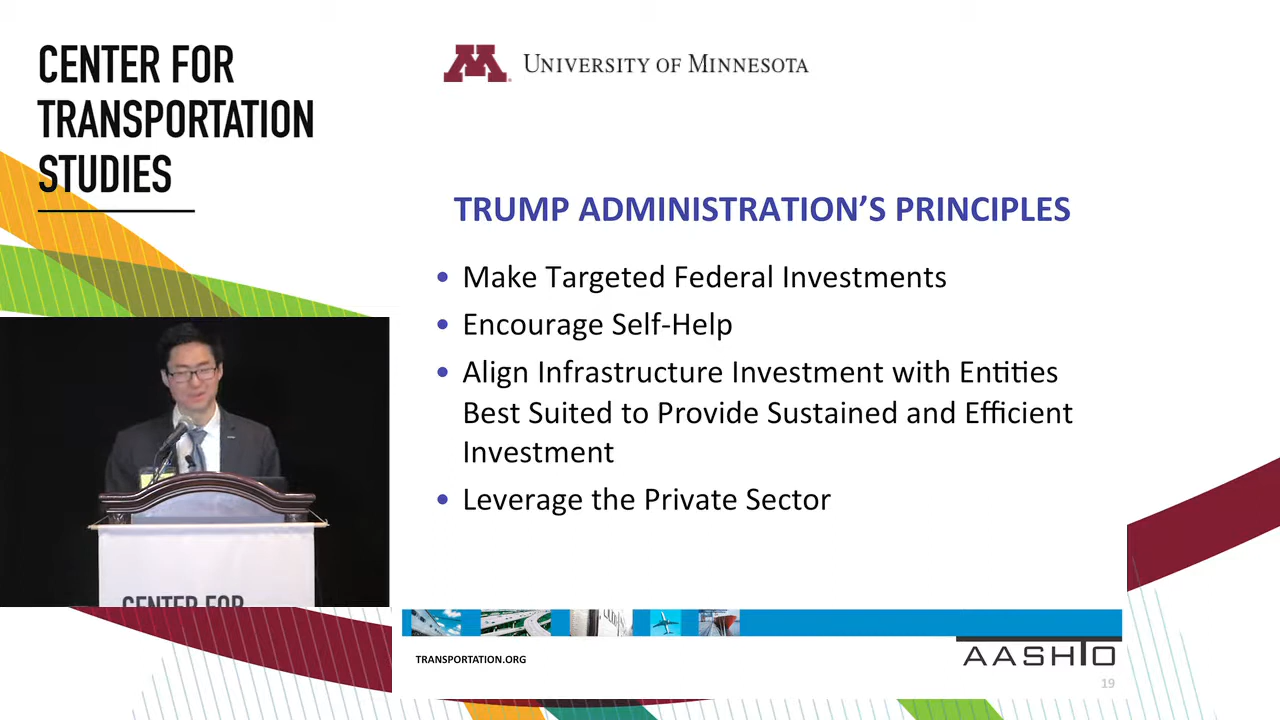 CENTER FOR
TRANSPORTATION
STUDIES
M
UNIVERSITY OF MINNESOTA
TRUMP ADMINISTRATION’S PRINCIPLES
• Make Targeted Federal Investments
• Encourage Self-Help
• Align Infrastructure Investment with Entities
Best Suited to Provide Sustained and Efficient
Investment
• Leverage the Private Sector
CENTER FOR
TRANSPORTATION.ORG
AASHTO
19